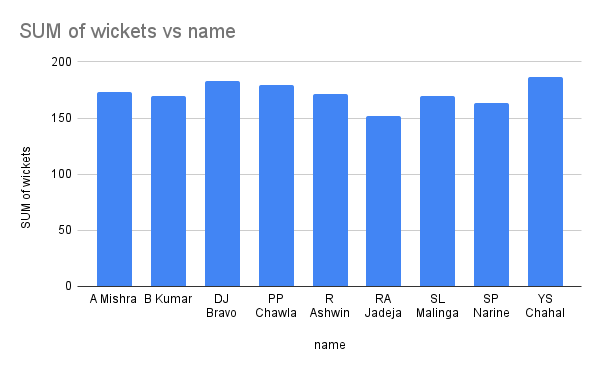 SUM of wickets vs name
SUM of wickets
200
150
100
50
0
A Mishra
B Kumar
DJ
Bravo
PP
Chawla
R
Ashwin
RA
Jadeja
SL
Malinga
SP
Narine
YS
Chahal
name